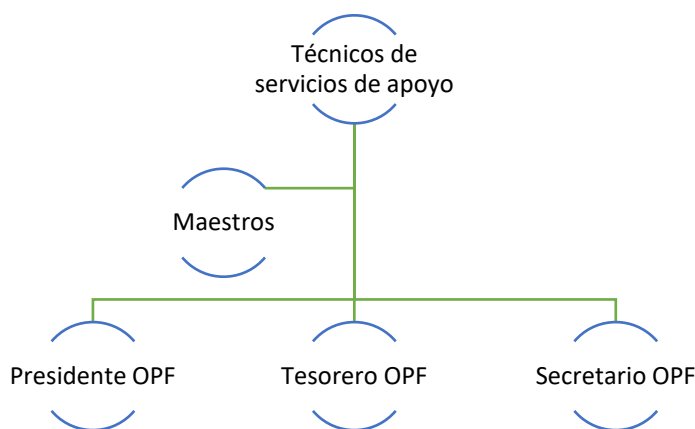 Técnicos de
servicios de apoyo
Maestros
Presidente OPF
Tesorero OPF
Secretario OPF